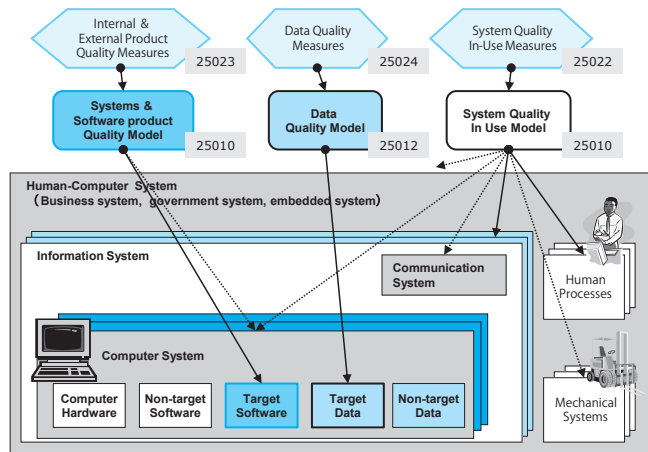 Internal &
External Product
Quality Measures
25023
Data Quality
Measures
25024
System Quality
In-Use Measures
25022
Systems &
Software product
Quality Model
25010
Data
Quality Model
25012
System Quality
In Use Model
25010
Human-Computer System
(Business system, government system, embedded system)
Information System
Communication
System
Human
Processes
Computer System
Computer
Hardware
Non-target
Software
Target
Software
Target
Data
Non-target
Data
Mechanical
Systems